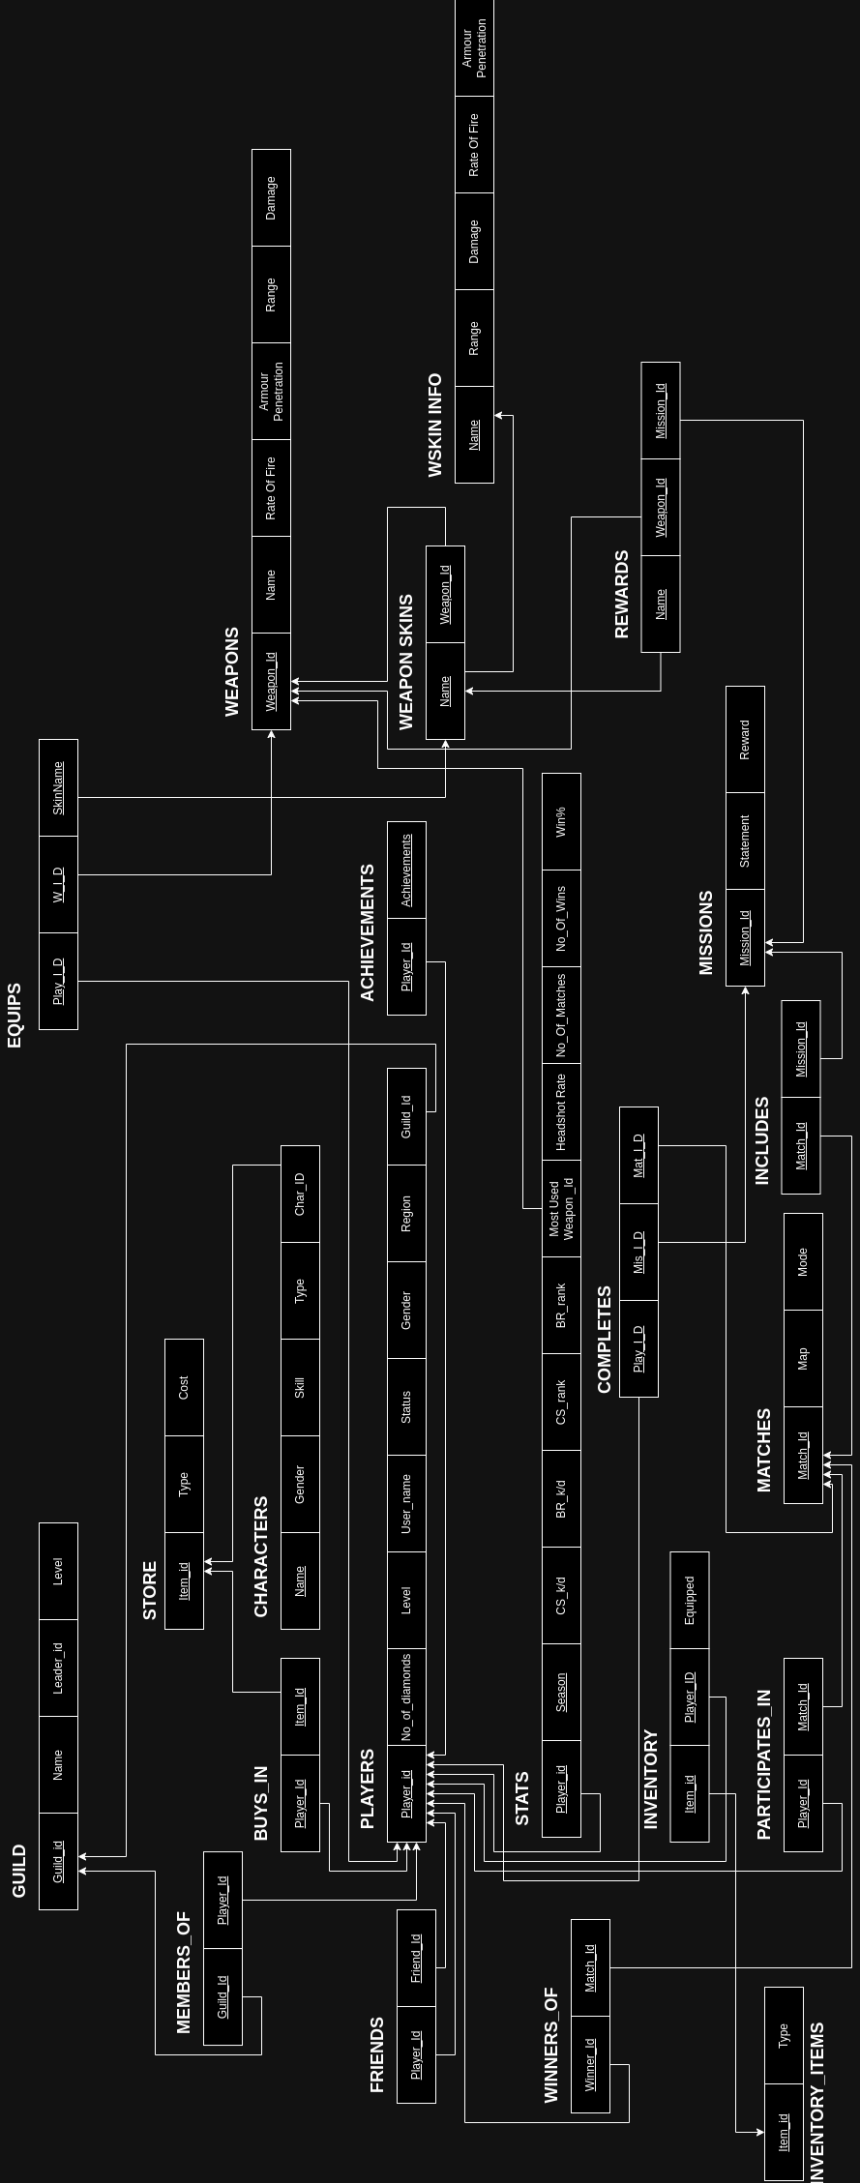 GUILD
Guild_id
Name
Leader_id
Level
EQUIPS
Play_I_D
W_I_D
SkinName
STORE
Item_id
Type
Cost
MEMBERS_OF
Guild_Id
Player_Id
BUYS_IN
Player_Id
Item_Id
CHARACTERS
Name
Gender
Skill
Type
Char_ID
WEAPONS
Weapon_Id
Name
Rate Of Fire
Armour
Penetration
Range
Damage
FRIENDS
Player_Id
Friend_Id
PLAYERS
Player_id
No_of_diamonds
Level
User_name
Status
Gender
Region
Guild_Id
ACHIEVEMENTS
Player_Id
Achievements
WEAPON SKINS
Name
Weapon_Id
WSKIN INFO
Name
Range
Damage
Rate Of Fire
Armour
Penetration
WINNERS_OF
Winner_Id
Match_Id
STATS
Player_id
Season
CS_k/d
BR_k/d
CS_rank
BR_rank
Most Used
Weapon _Id
Headshot Rate
No_Of_Matches
No_Of_Wins
Win%
COMPLETES
Play_I_D
Mis_I_D
Mat_I_D
REWARDS
Name
Weapon_Id
Mission_Id
INVENTORY
Item_id
Player_ID
Equipped
MISSIONS
Mission_Id
Statement
Reward
PARTICIPATES_IN
Player_Id
Match_Id
MATCHES
Match_Id
Map
Mode
INCLUDES
Match_Id
Mission_Id
Item_id
Type
INVENTORY_ITEMS